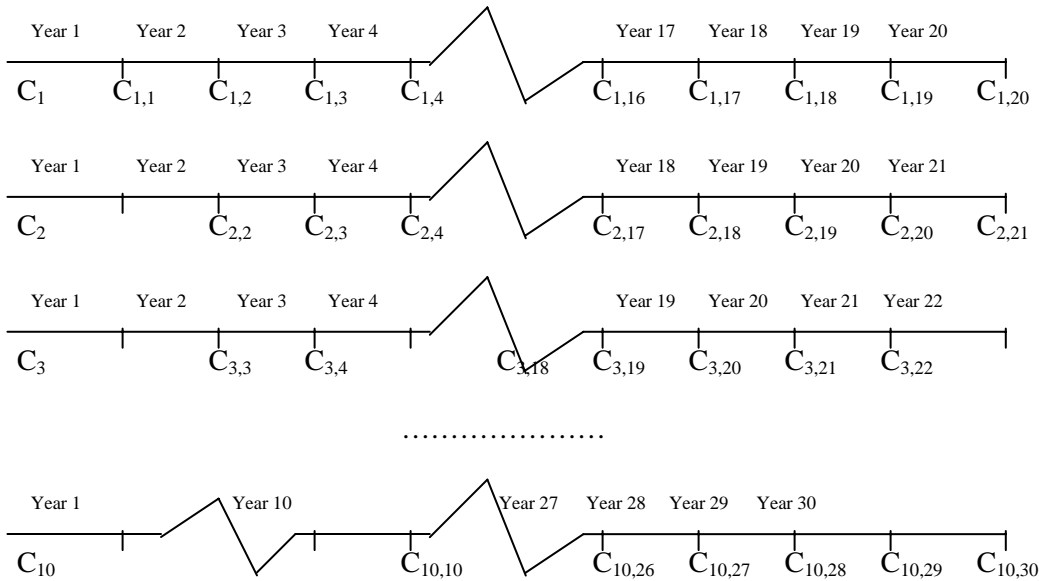 Year 1 Year 2 Year 3 Year 4 Year 17 Year 18 Year 19 Year 20
C1 C1,1 C1,2 C1,3 C1,4 C1,16 C1,17 C1,18 C1,19 C1,20
Year 1 Year 2 Year 3 Year 4 Year 18 Year 19 Year 20 Year 21
C2 C2,2 C2,3 C2,4 C2,17 C2,18 C2,19 C2,20 C2,21
Year 1 Year 2 Year 3 Year 4 Year 19 Year 20 Year 21 Year 22
C3 C3,3 C3,4 C3,18 C3,19 C3,20 C3,21 C3,22
.....................
Year 1 Year 10 Year 27 Year 28 Year 29 Year 30
C10 C10,10 C10,26 C10,27 C10,28 C10,29 C10,30